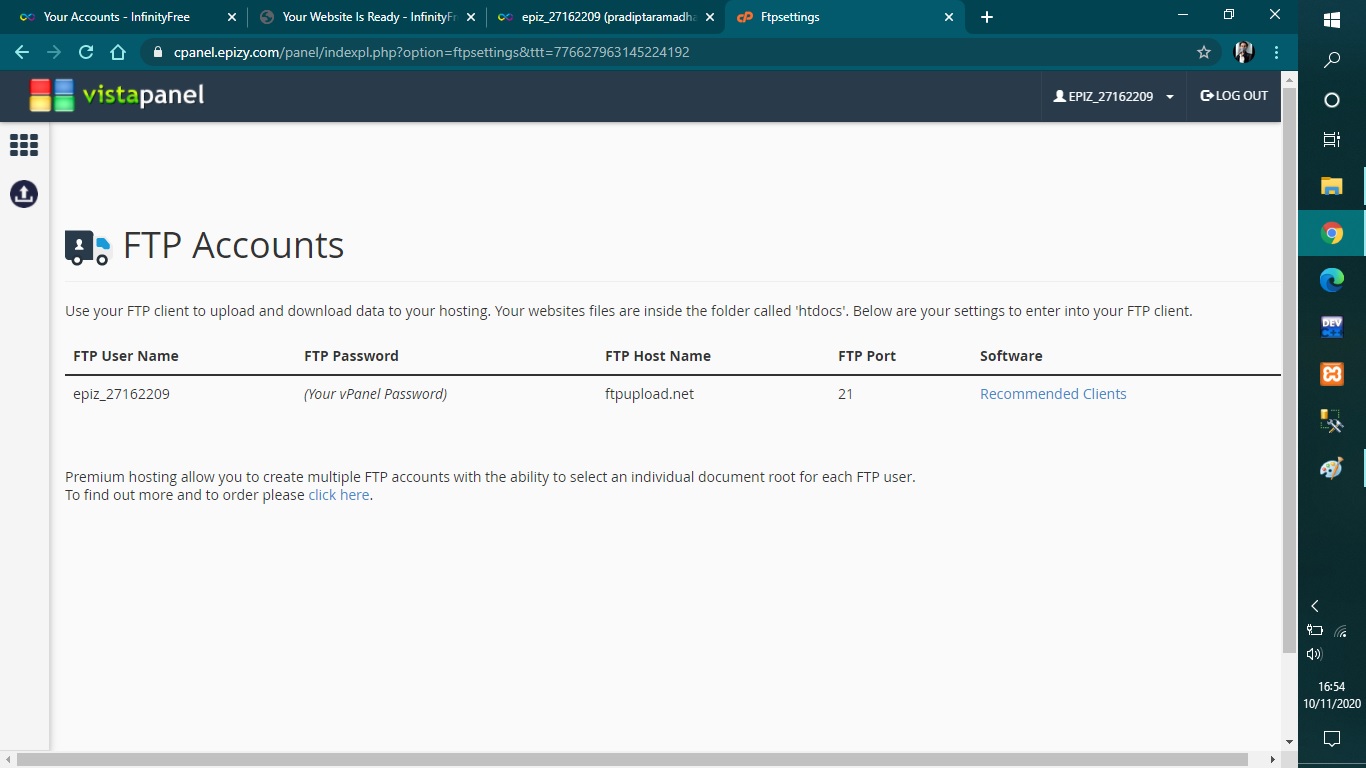 Your Accounts - InfinityFree
Your Website Is Ready - InfinityFr
epiz_27162209 (pradiptaramadha
Ftpsettings
cpanel.epizy.com/panel/indexpl.php?option=ftpsettings&ttt=776627963145224192
vistapanel
EPIZ_27162209
LOG OUT
FTP Accounts
Use your FTP client to upload and download data to your hosting. Your websites files are inside the folder called 'htdocs'. Below are your settings to enter into your FTP client.
FTP User Name FTP Password FTP Host Name FTP Port Software
epiz_27162209 (Your vPanel Password) ftpupload.net 21 Recommended Clients
Premium hosting allow you to create multiple FTP accounts with the ability to select an individual document root for each FTP user.
To find out more and to order please click here.
DEV
C++
16:54
10/11/2020